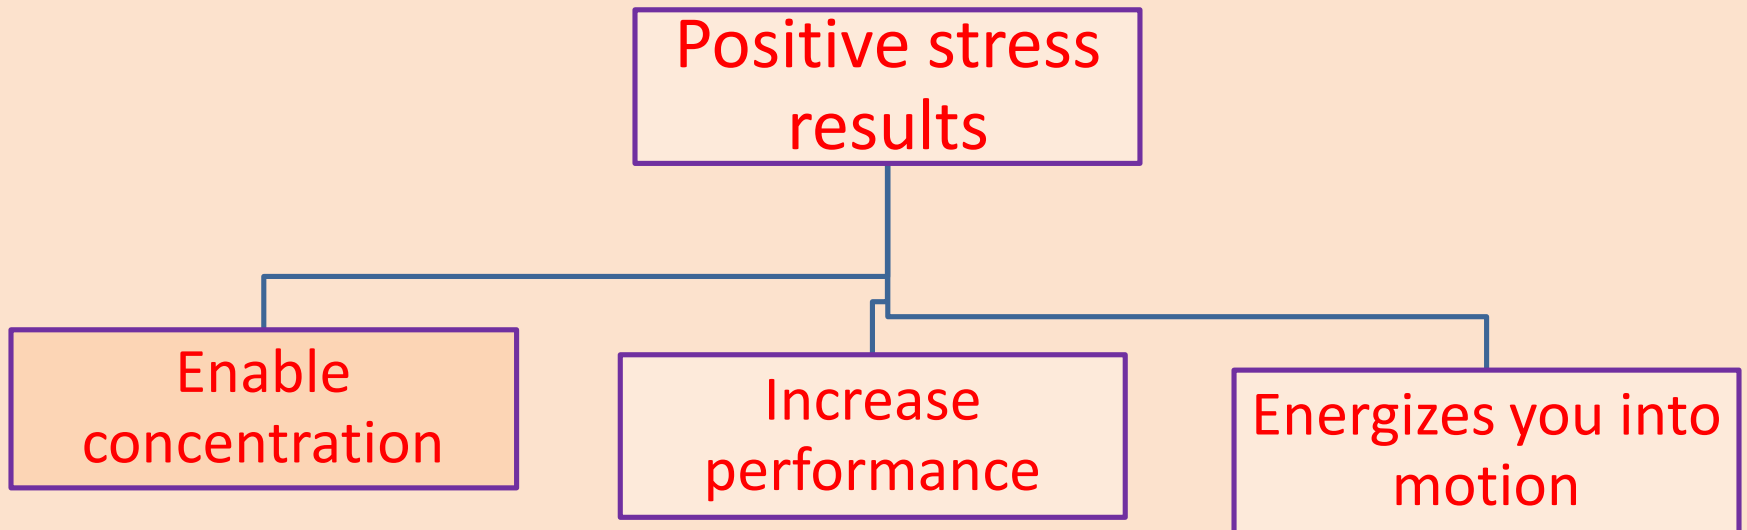 Positive stress
results
Enable
concentration
Increase
performance
Energizes you into
motion